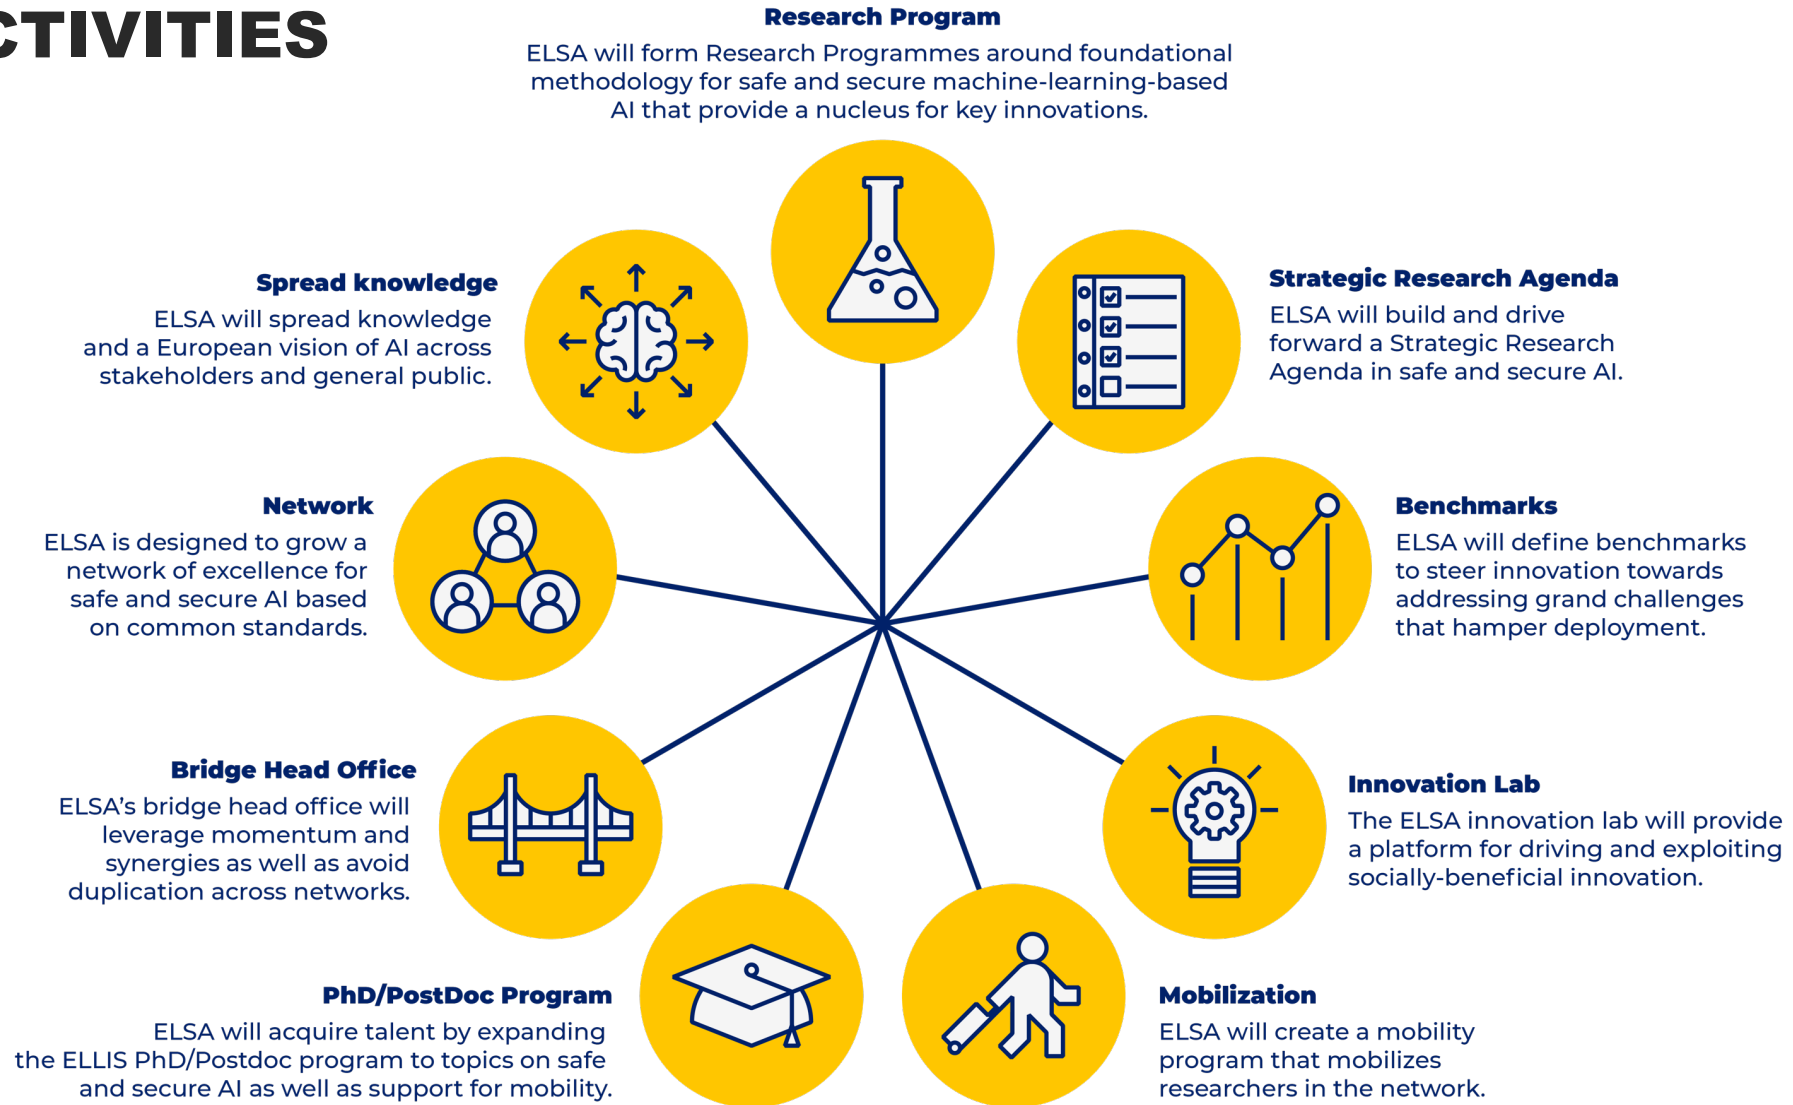 CTIVITIES
Research Program
ELSA will form Research Programmes around foundational
methodology for safe and secure machine-learning-based
AI that provide a nucleus for key innovations.
Strategic Research Agenda
ELSA will build and drive
forward a Strategic Research
Agenda in safe and secure AI.
Benchmarks
ELSA will define benchmarks
to steer innovation towards
addressing grand challenges
that hamper deployment.
Innovation Lab
The ELSA innovation lab will provide
a platform for driving and exploiting
socially-beneficial innovation.
Mobilization
ELSA will create a mobility
program that mobilizes
researchers in the network.
PhD/PostDoc Program
ELSA will acquire talent by expanding
the ELLIS PhD/Postdoc program to topics on safe
and secure AI as well as support for mobility.
Bridge Head Office
ELSA’s bridge head office will
leverage momentum and
synergies as well as avoid
duplication across networks.
Network
ELSA is designed to grow a
network of excellence for
safe and secure AI based
on common standards.
Spread knowledge
ELSA will spread knowledge
and a European vision of AI across
stakeholders and general public.